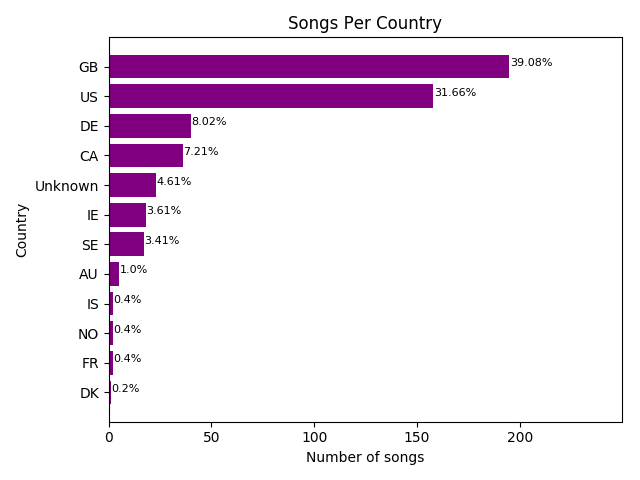 Songs Per Country
GB 39.08%
US 31.66%
DE 8.02%
CA 7.21%
Unknown 4.61%
IE 3.61%
SE 3.41%
AU 1.0%
IS 0.4%
NO 0.4%
FR 0.4%
DK 0.2%
Country
0 50 100 150 200
Number of songs